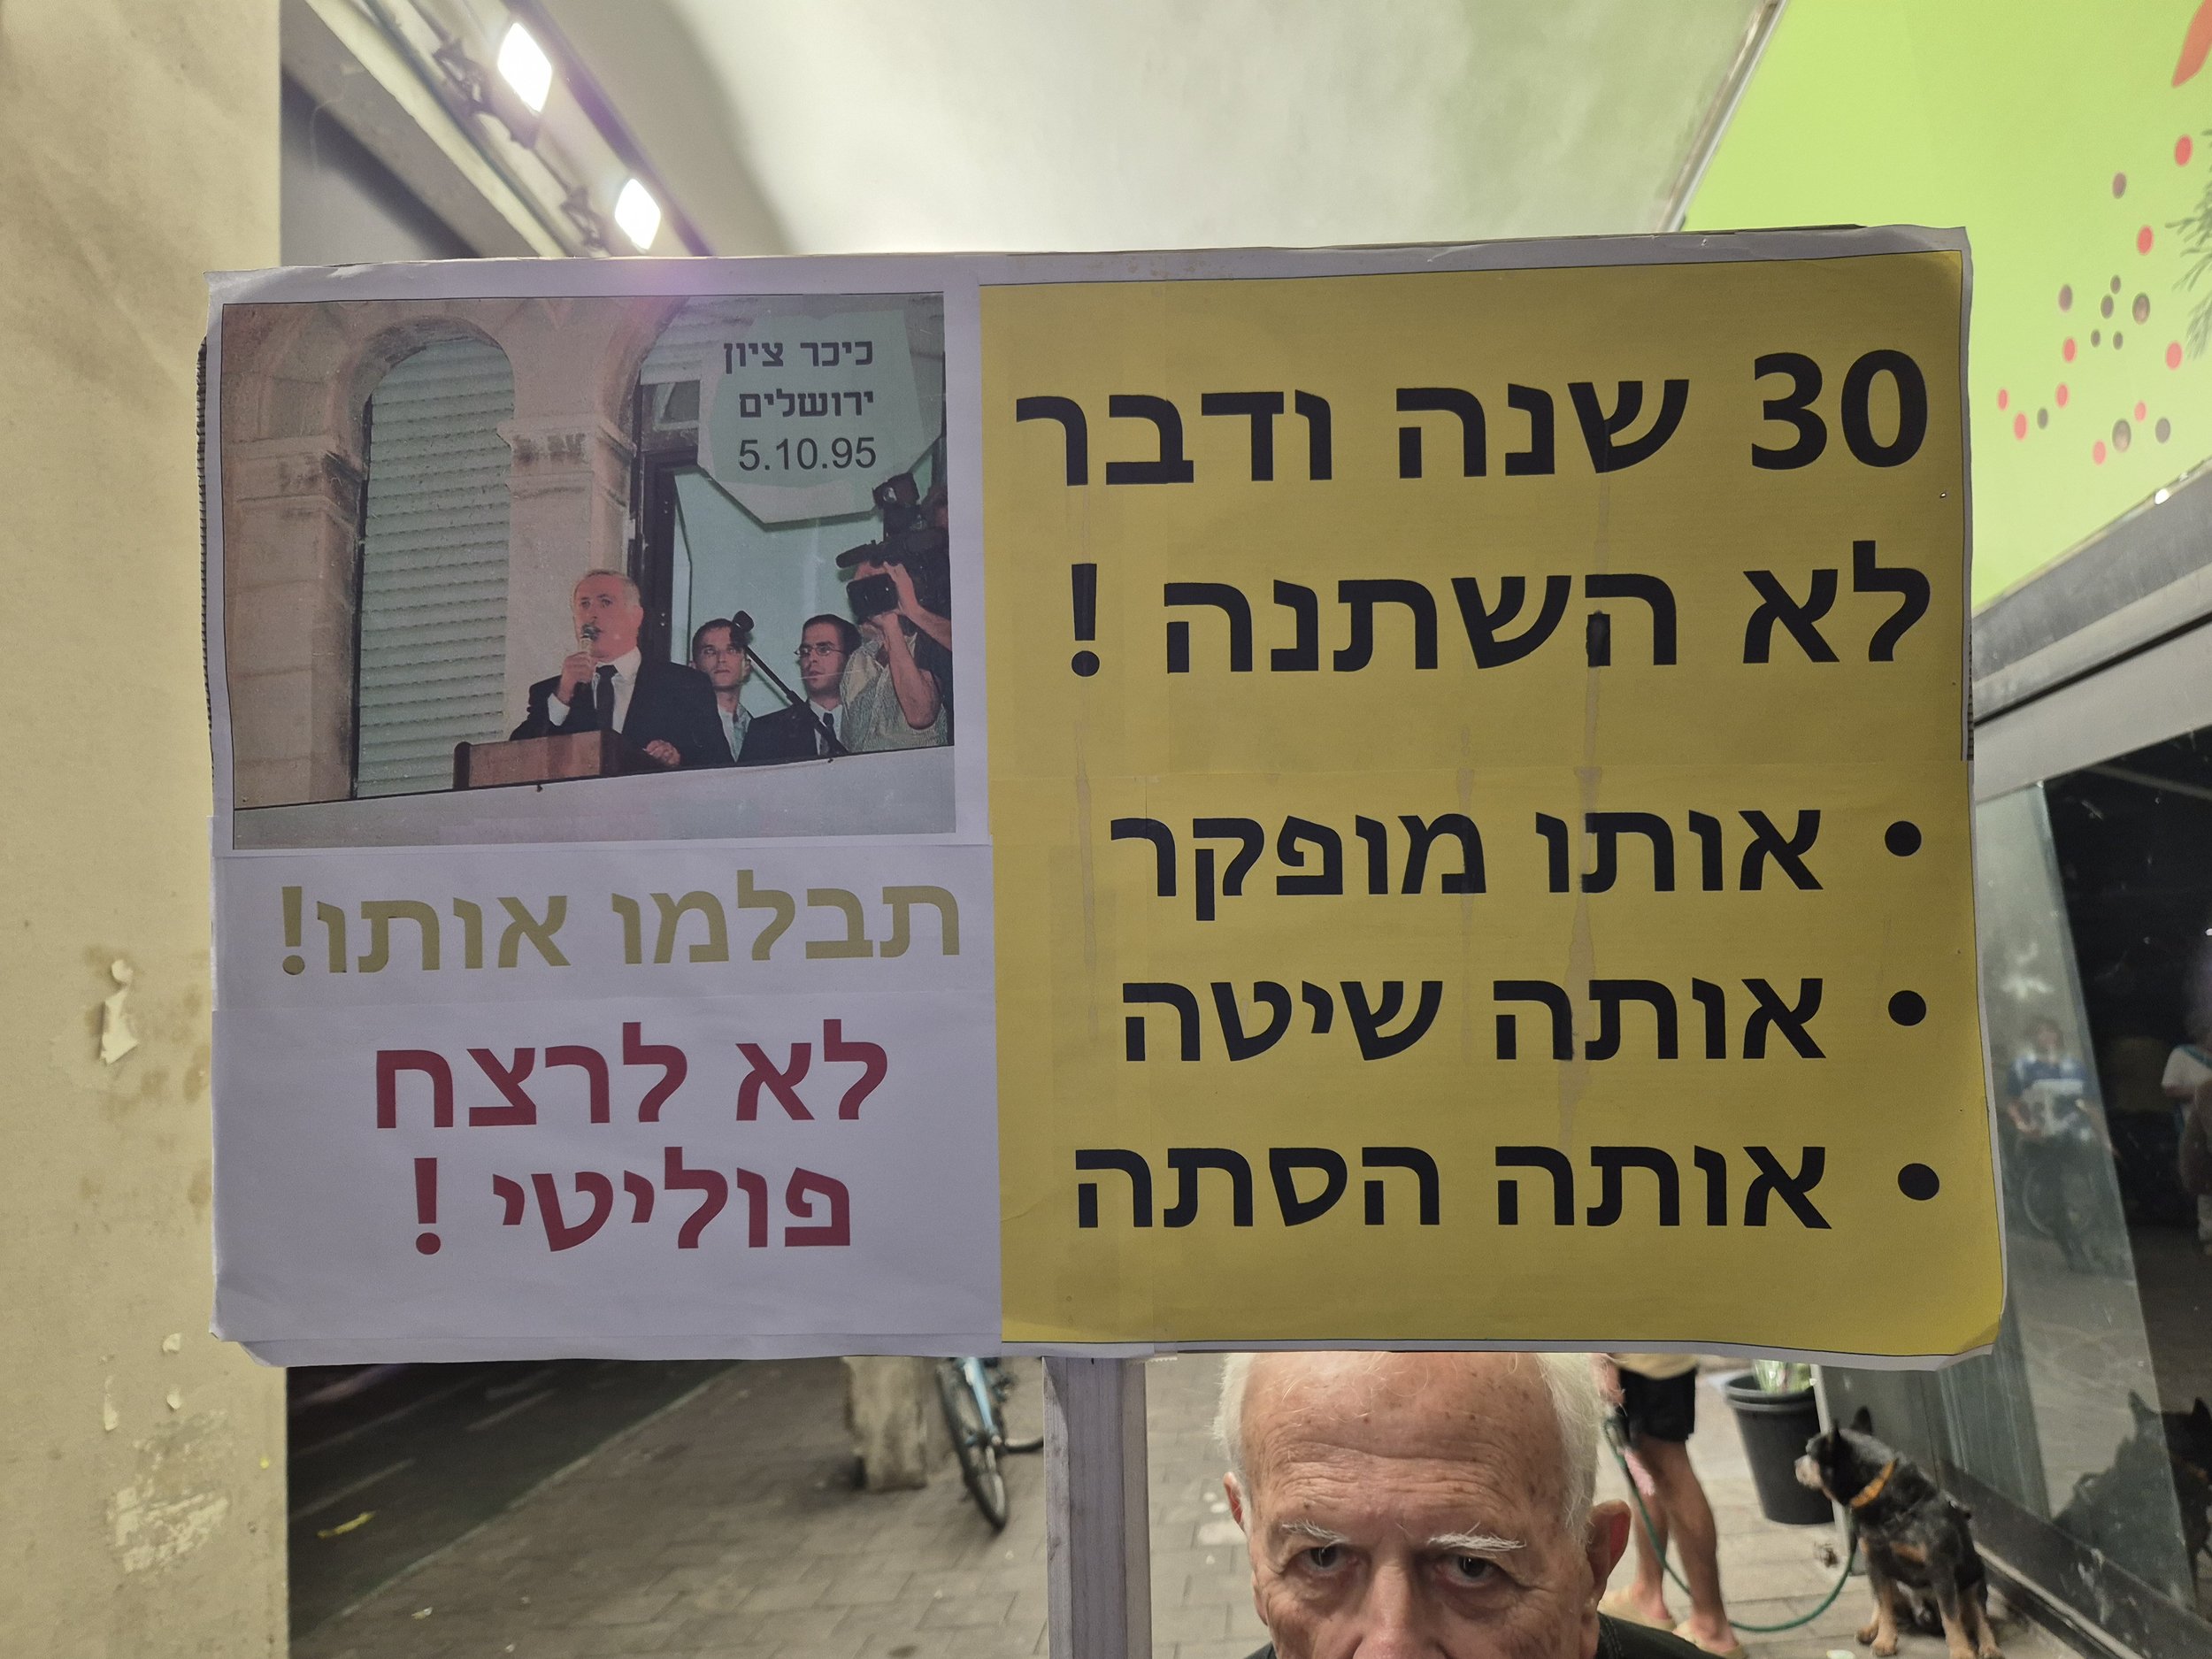 30 שנה ודבר
לא השתנה !
• אותו מופקר
• אותה שיטה
• אותה הסתה
כיכר ציון
ירושלים
5.10.95
תבלמו אותו!
לא לרצח
פוליטי !